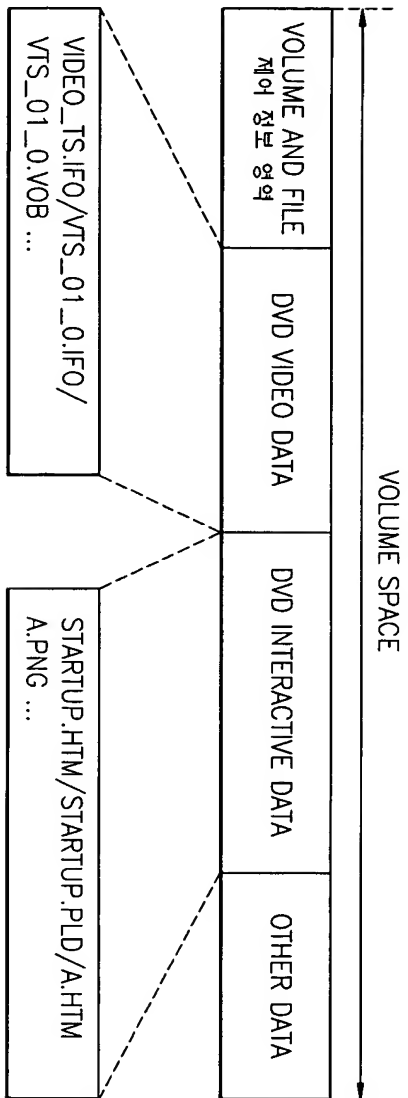 VOLUME SPACE
VOLUME AND FILE
제어 정보 영역
DVD VIDEO DATA
DVD INTERACTIVE DATA
OTHER DATA
VIDEO_TS.IFO/VTS_01_0.IFO/
VTS_01_0.VOB ...
STARTUP.HTM/STARTUP.PLD/A.HTM
A.PNG ...